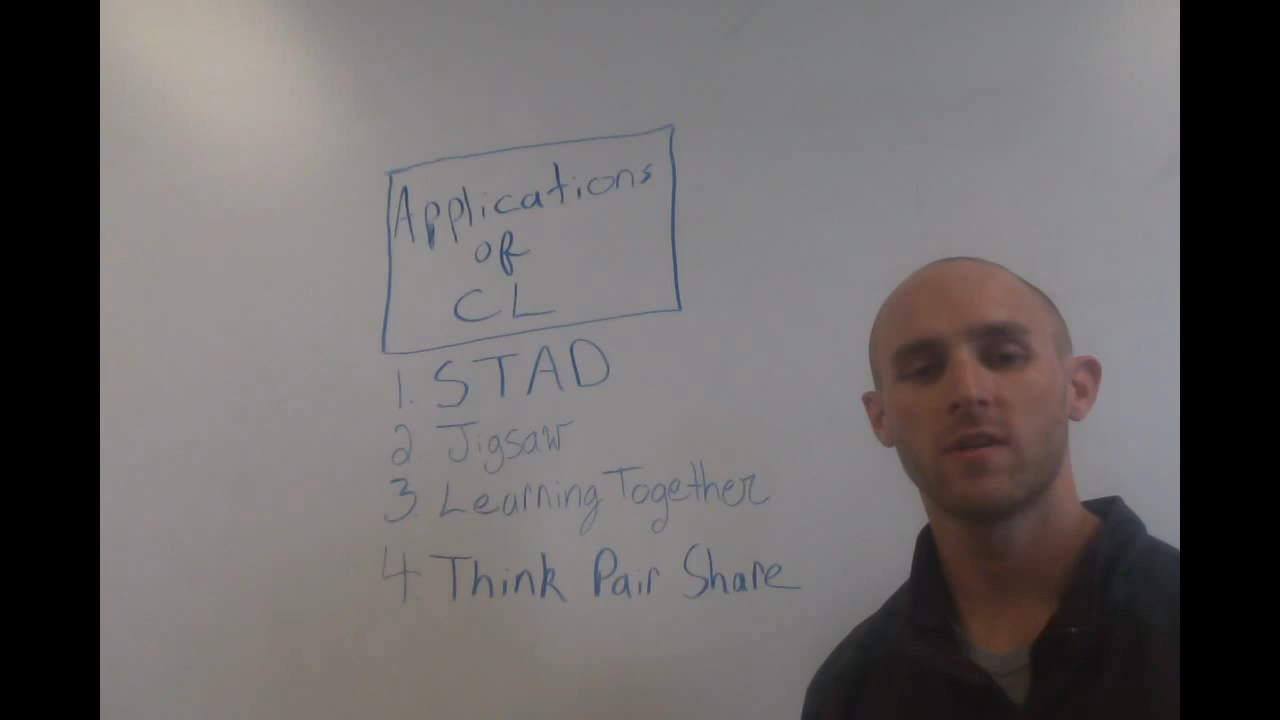 Applications
of
CL
1. STAD
2 Jigsaw
3 Learning Together
4. Think Pair Share